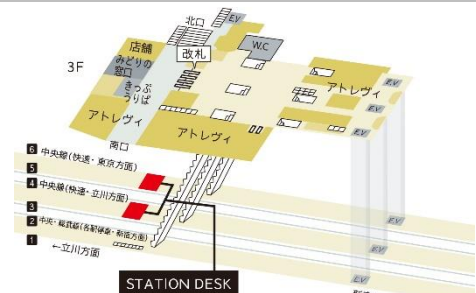 北口
EV
W.C
改札
店舗
みどりの
窓口
3F
きっぷ
うりば
アトレヴィ
EV
アトレヴィ
EV
アトレヴィ
EV
南口
6 中央線(快速・東京方面)
5
4 中央線(快速・立川方面)
3
2 中央・総武線(各駅停車・新宿方面)
1
←立川方面
EV
EV
STATION DESK